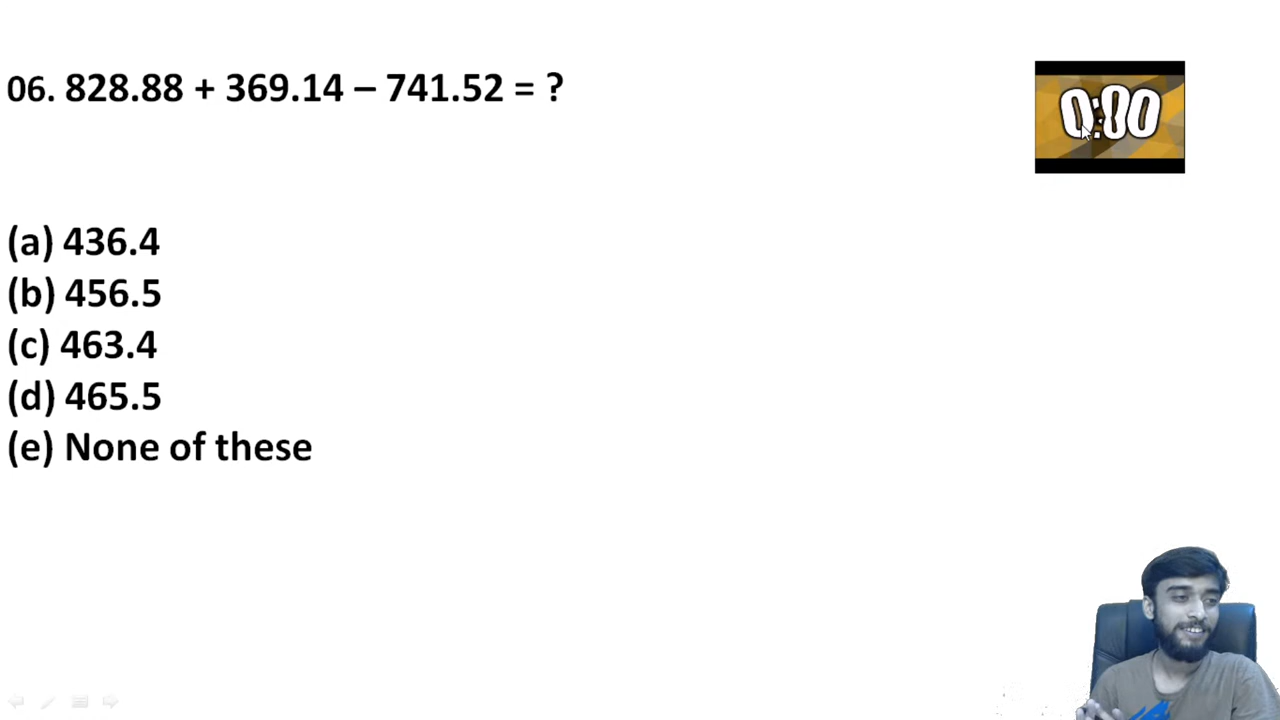 06. 828.88 + 369.14 – 741.52 = ?
0:00
(a) 436.4
(b) 456.5
(c) 463.4
(d) 465.5
(e) None of these